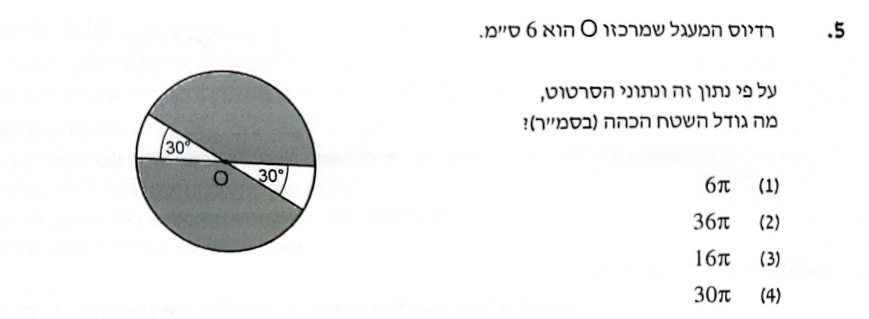 5. רדיוס המעגל שמרכזו O הוא 6 ס״מ.
על פי נתון זה ונתוני הסרטוט,
מה גודל השטח הכהה (בסמ״ר)?
(1) 6π
(2) 36π
(3) 16π
(4) 30π
30°
O
30°